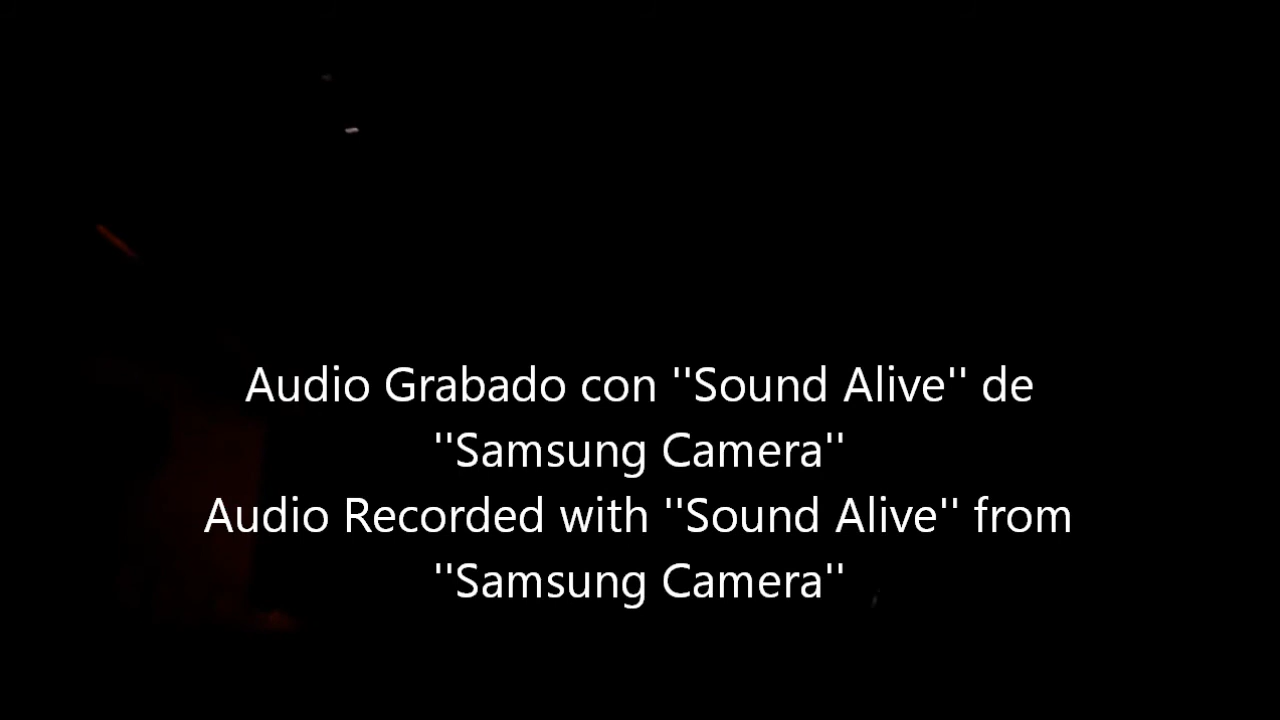 Audio Grabado con ''Sound Alive'' de
''Samsung Camera''
Audio Recorded with ''Sound Alive'' from
''Samsung Camera''